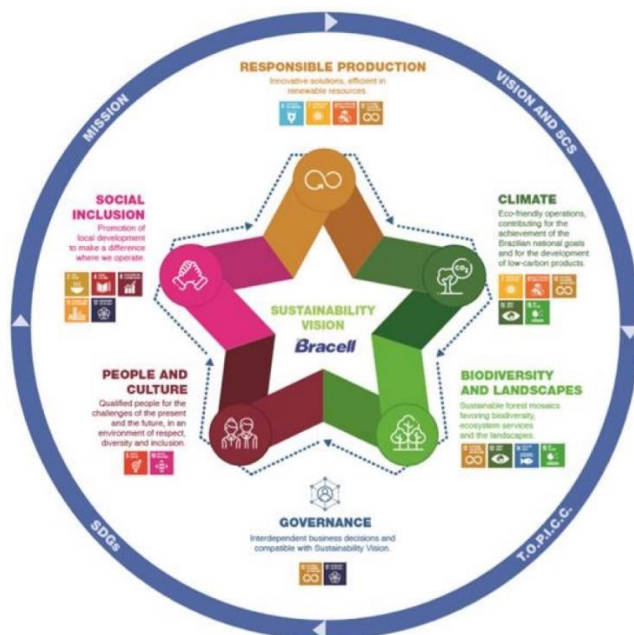 RESPONSIBLE PRODUCTION
Innovative solutions, efficient in
renewable resources.
MISSION
VISION AND 5CS
SOCIAL
INCLUSION
Promotion of
local development
to make a difference
where we operate.
CLIMATE
Eco-friendly operations,
contributing for the
achievement of the
Brazilian national goals
and for the development
of low-carbon products.
CO₂
SUSTAINABILITY
VISION
Bracell
PEOPLE AND
CULTURE
Qualified people for the
challenges of the present
and the future, in an
environment of respect,
diversity and inclusion.
BIODIVERSITY
AND LANDSCAPES
Sustainable forest mosaics
favoring biodiversity,
ecosystem services
and the landscapes.
GOVERNANCE
Interdependent business decisions and
compatible with Sustainability Vision.
SDGs
T.O.P.I.C.C.